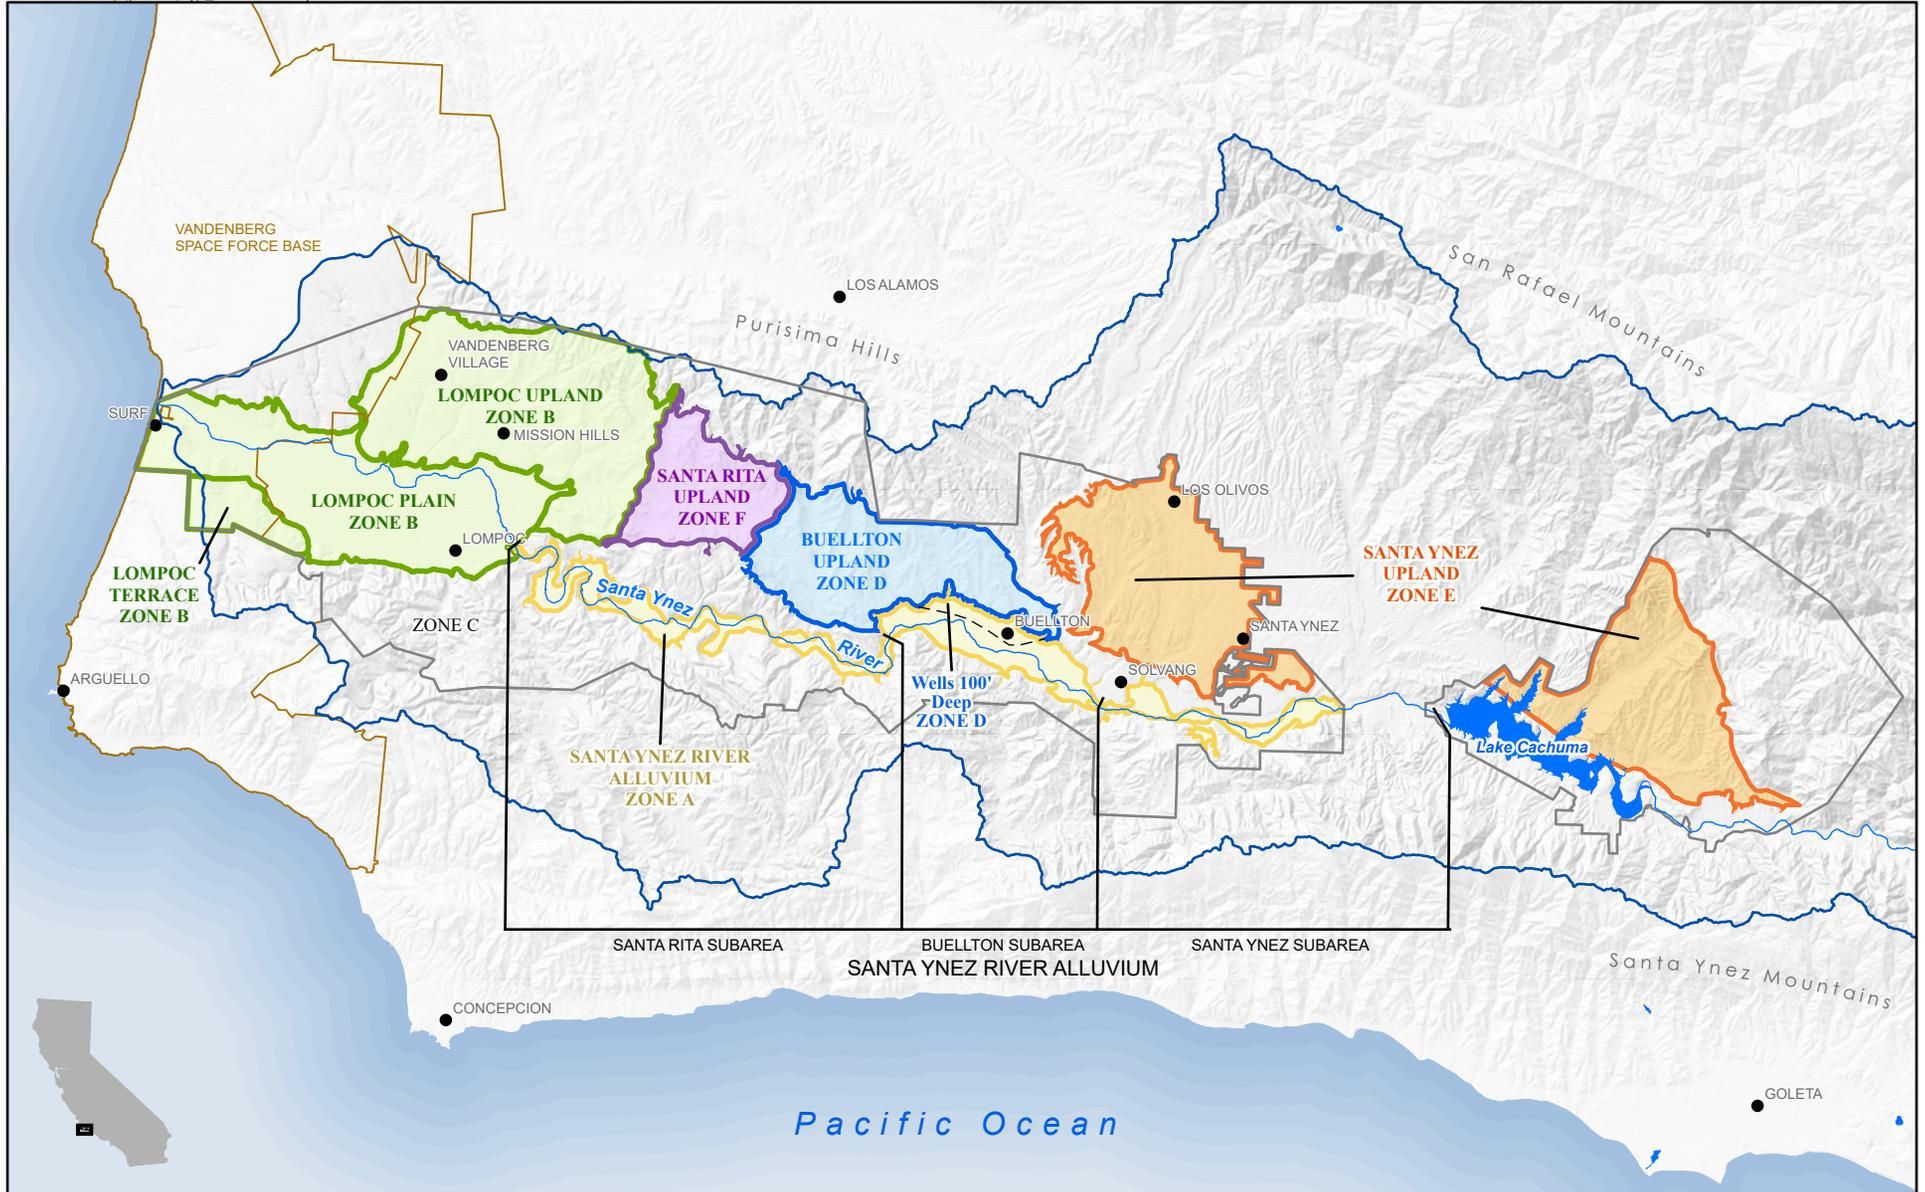 VANDENBERG
SPACE FORCE BASE
San Rafael Mountains
LOS ALAMOS
Purisima Hills
VANDENBERG
VILLAGE
LOMPOC UPLAND
ZONE B
SURF
MISSION HILLS
SANTA RITA
UPLAND
ZONE F
LOS OLIVOS
LOMPOC PLAIN
ZONE B
LOMPOC
BUELLTON
UPLAND
ZONE D
SANTA YNEZ
UPLAND
ZONE E
LOMPOC
TERRACE
ZONE B
Santa Ynez
River
ZONE C
BUELLTON
SANTA YNEZ
ARGUELLO
SOLVANG
Wells 100'
Deep
ZONE D
Lake Cachuma
SANTA YNEZ RIVER
ALLUVIUM
ZONE A
SANTA RITA SUBAREA
BUELLTON SUBAREA
SANTA YNEZ SUBAREA
SANTA YNEZ RIVER ALLUVIUM
Santa Ynez Mountains
CONCEPCION
GOLETA
Pacific Ocean